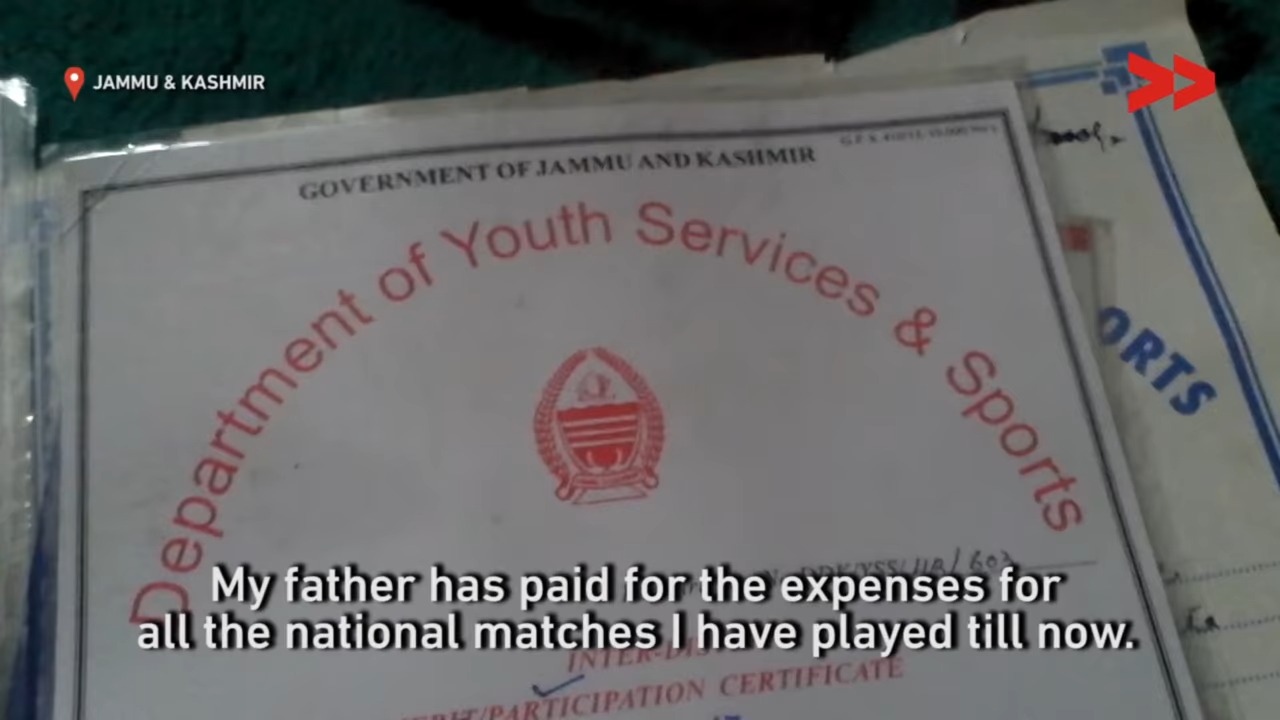 JAMMU & KASHMIR
GOVERNMENT OF JAMMU AND KASHMIR
Department of Youth Services & Sports
ORTS
My father has paid for the expenses for
all the national matches I have played till now.
PARTICIPATION CERTIFICATE